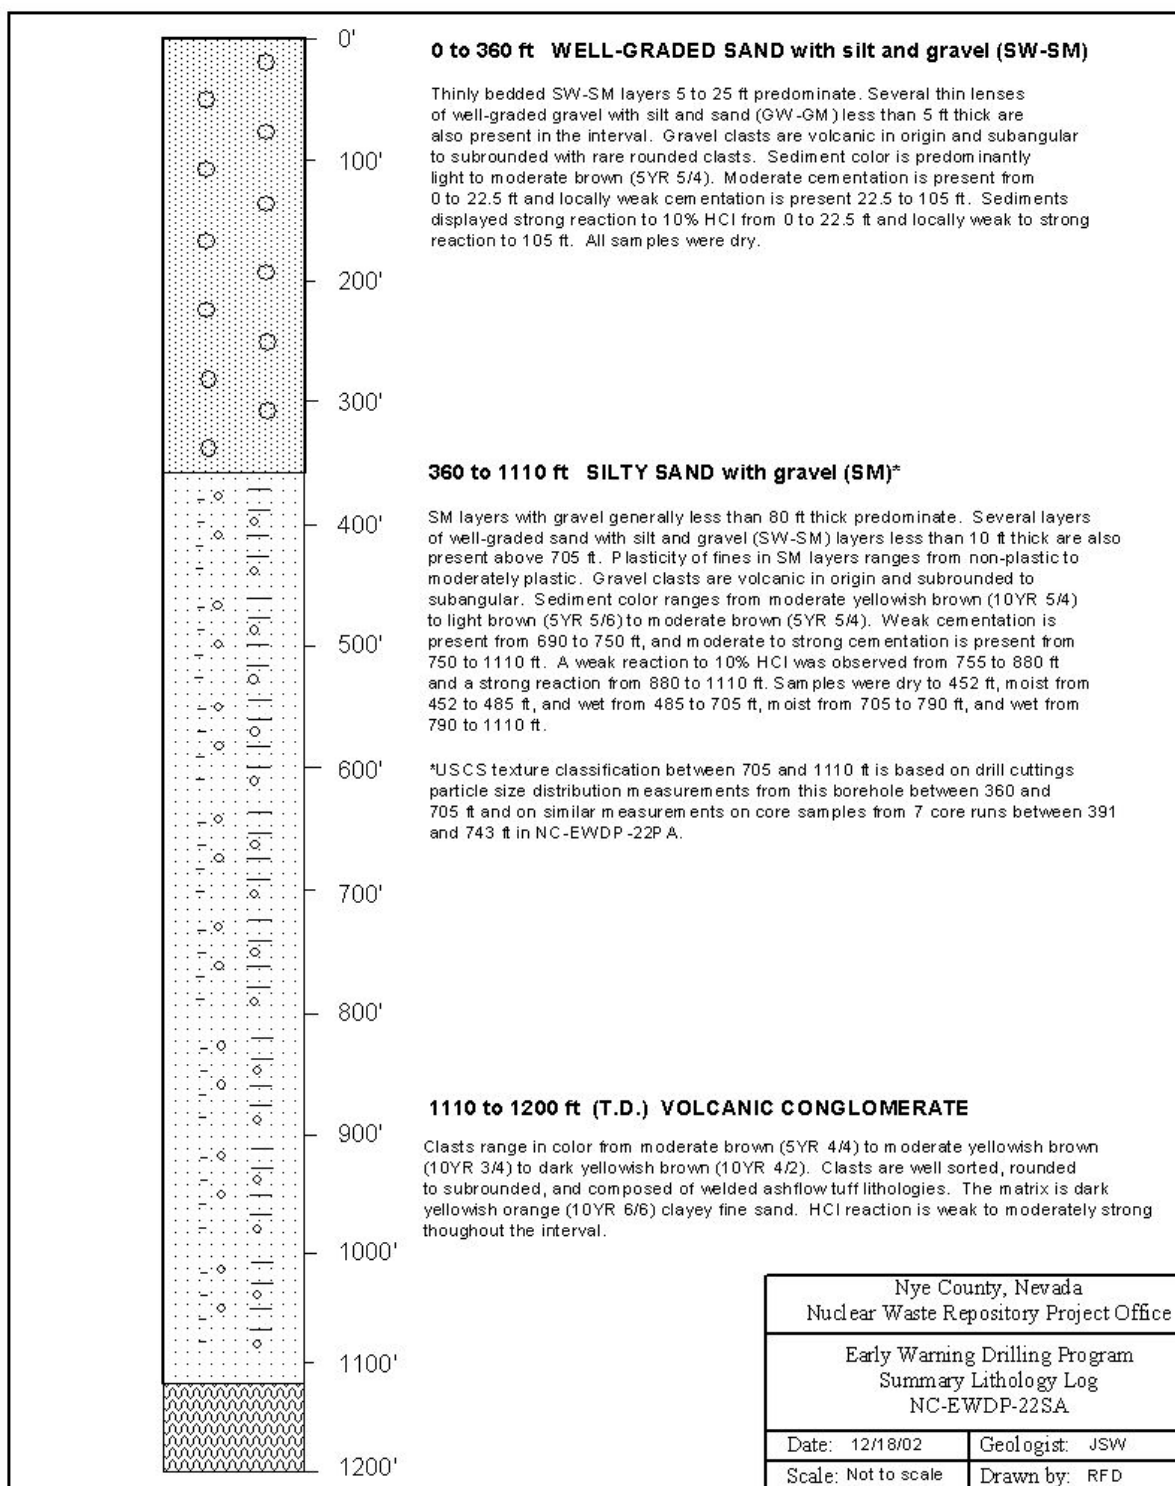 0'
100'
200'
300'
400'
500'
600'
700'
800'
900'
1000'
1100'
1200'
0 to 360 ft WELL-GRADED SAND with silt and gravel (SW-SM)
Thinly bedded SW-SM layers 5 to 25 ft predominate. Several thin lenses
of well-graded gravel with silt and sand (GW-GM) less than 5 ft thick are
also present in the interval. Gravel clasts are volcanic in origin and subangular
to subrounded with rare rounded clasts. Sediment color is predominantly
light to moderate brown (5YR 5/4). Moderate cementation is present from
0 to 22.5 ft and locally weak cementation is present 22.5 to 105 ft. Sediments
displayed strong reaction to 10% HCl from 0 to 22.5 ft and locally weak to strong
reaction to 105 ft. All samples were dry.
360 to 1110 ft SILTY SAND with gravel (SM)*
SM layers with gravel generally less than 80 ft thick predominate. Several layers
of well-graded sand with silt and gravel (SW-SM) layers less than 10 ft thick are also
present above 705 ft. Plasticity of fines in SM layers ranges from non-plastic to
moderately plastic. Gravel clasts are volcanic in origin and subrounded to
subangular. Sediment color ranges from moderate yellowish brown (10YR 5/4)
to light brown (5YR 5/6) to moderate brown (5YR 5/4). Weak cementation is
present from 690 to 750 ft, and moderate to strong cementation is present from
750 to 1110 ft. A weak reaction to 10% HCl was observed from 755 to 880 ft
and a strong reaction from 880 to 1110 ft. Samples were dry to 452 ft, moist from
452 to 485 ft, and wet from 485 to 705 ft, moist from 705 to 790 ft, and wet from
790 to 1110 ft.
*USCS texture classification between 705 and 1110 ft is based on drill cuttings
particle size distribution measurements from this borehole between 360 and
705 ft and on similar measurements on core samples from 7 core runs between 391
and 743 ft in NC-EWDP-22PA.
1110 to 1200 ft (T.D.) VOLCANIC CONGLOMERATE
Clasts range in color from moderate brown (5YR 4/4) to moderate yellowish brown
(10YR 3/4) to dark yellowish brown (10YR 4/2). Clasts are well sorted, rounded
to subrounded, and composed of welded ashflow tuff lithologies. The matrix is dark
yellowish orange (10YR 6/6) clayey fine sand. HCl reaction is weak to moderately strong
thoughout the interval.
Nye County, Nevada
Nuclear Waste Repository Project Office
Early Warning Drilling Program
Summary Lithology Log
NC-EWDP-22SA
Date: 12/18/02 Geologist: JSW
Scale: Not to scale Drawn by: RFD